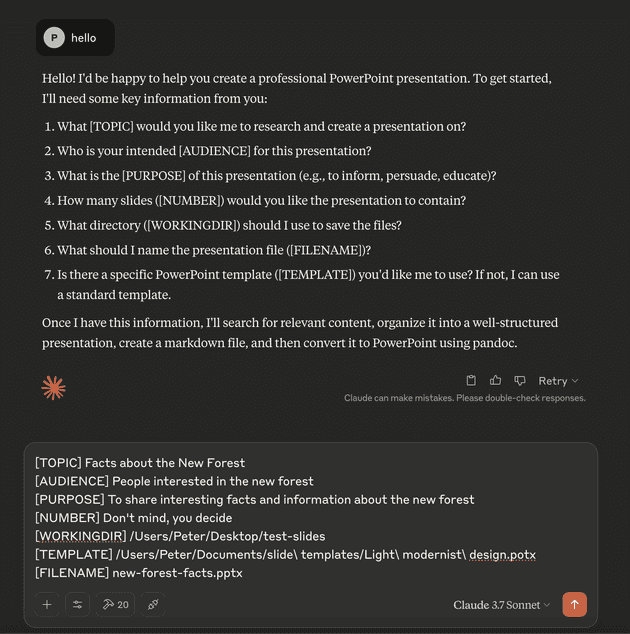 P hello
Hello! I'd be happy to help you create a professional PowerPoint presentation. To get started,
I'll need some key information from you:
1. What [TOPIC] would you like me to research and create a presentation on?
2. Who is your intended [AUDIENCE] for this presentation?
3. What is the [PURPOSE] of this presentation (e.g., to inform, persuade, educate)?
4. How many slides ([NUMBER]) would you like the presentation to contain?
5. What directory ([WORKINGDIR]) should I use to save the files?
6. What should I name the presentation file ([FILENAME])?
7. Is there a specific PowerPoint template ([TEMPLATE]) you'd like me to use? If not, I can use
a standard template.
Once I have this information, I'll search for relevant content, organize it into a well-structured
presentation, create a markdown file, and then convert it to PowerPoint using pandoc.
Retry
Claude can make mistakes. Please double-check responses.
[TOPIC] Facts about the New Forest
[AUDIENCE] People interested in the new forest
[PURPOSE] To share interesting facts and information about the new forest
[NUMBER] Don't mind, you decide
[WORKINGDIR] /Users/Peter/Desktop/test-slides
[TEMPLATE] /Users/Peter/Documents/slide\ templates/Light\ modernist\ design.potx
[FILENAME] new-forest-facts.pptx
20
Claude 3.7 Sonnet